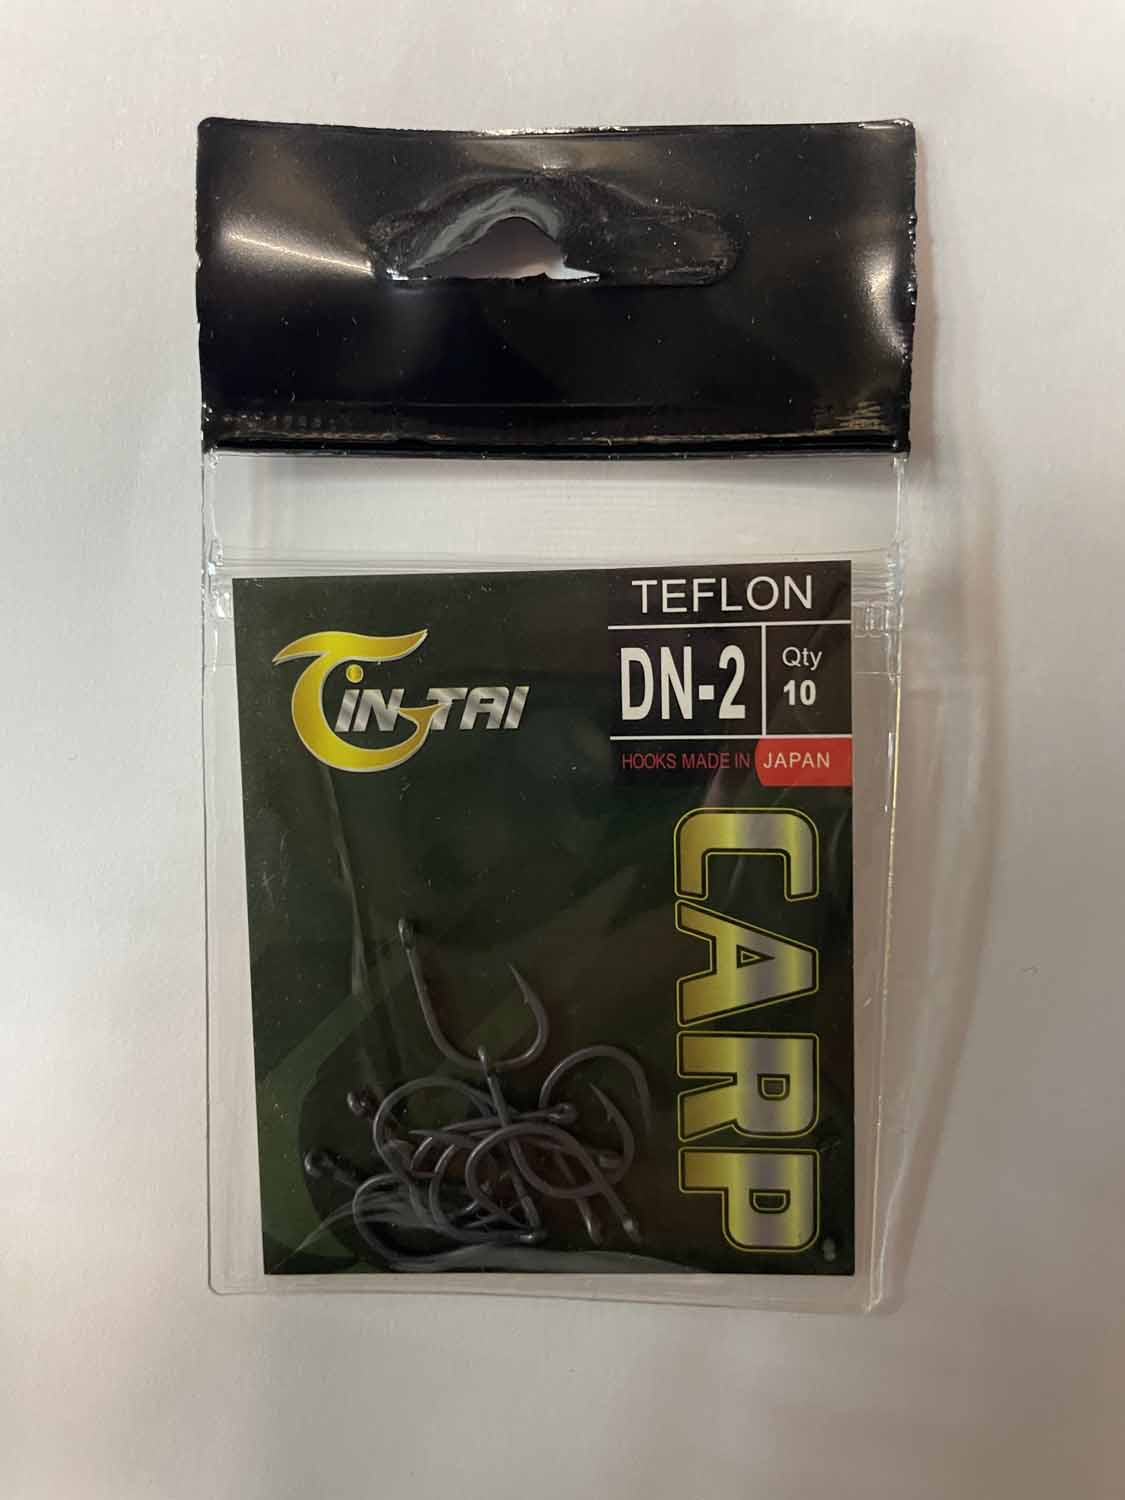 TIN-TAI
TEFLON
DN-2
Qty
10
HOOKS MADE IN JAPAN
CARP